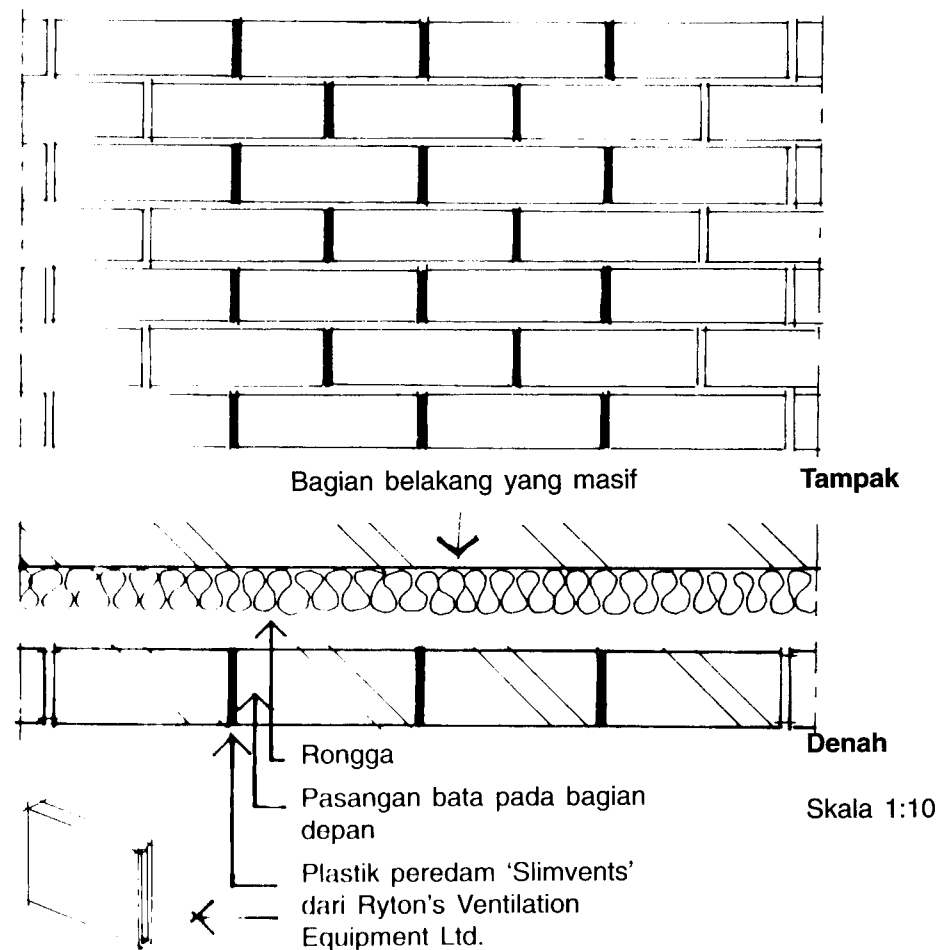 Bagian belakang yang masif
Tampak
Rongga
Denah
Pasangan bata pada bagian
depan
Skala 1:10
Plastik peredam 'Slimvents'
dari Ryton's Ventilation
Equipment Ltd.